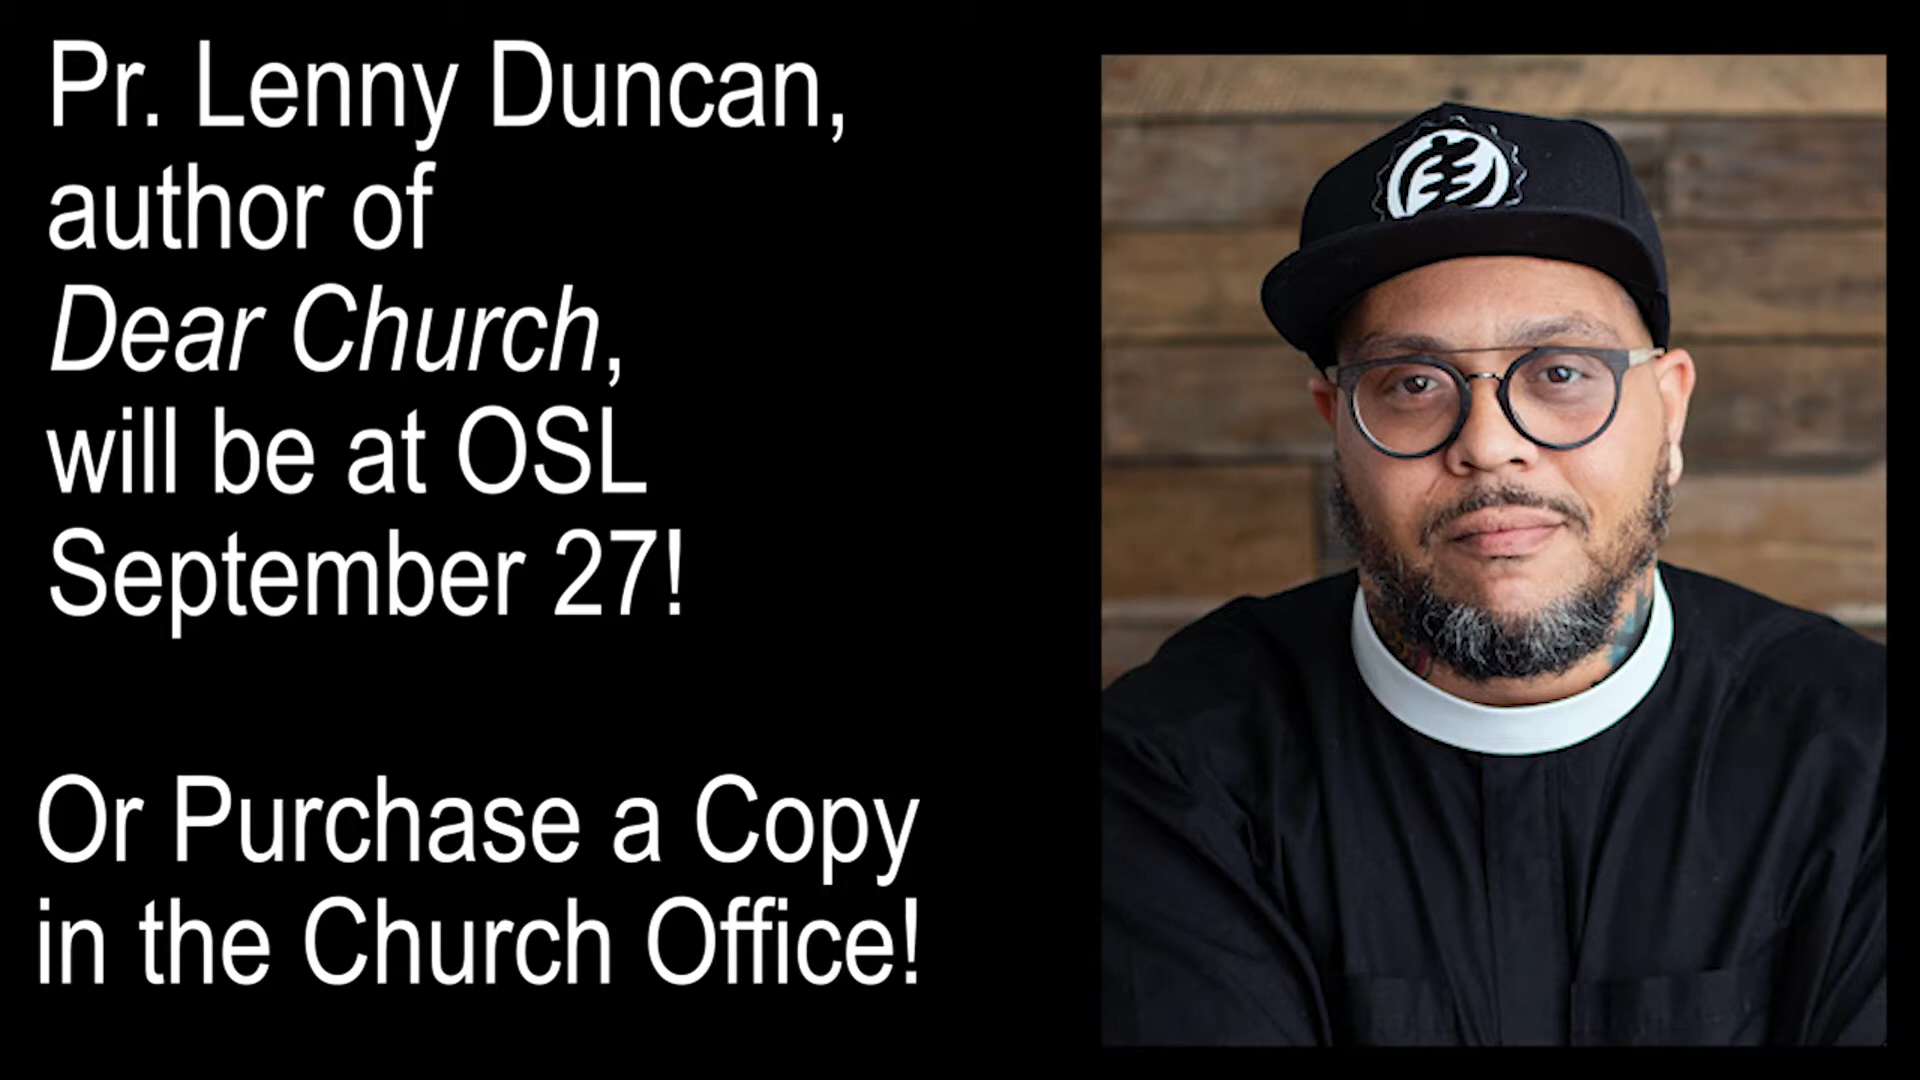 Pr. Lenny Duncan,
author of
Dear Church,
will be at OSL
September 27!
Or Purchase a Copy
in the Church Office!